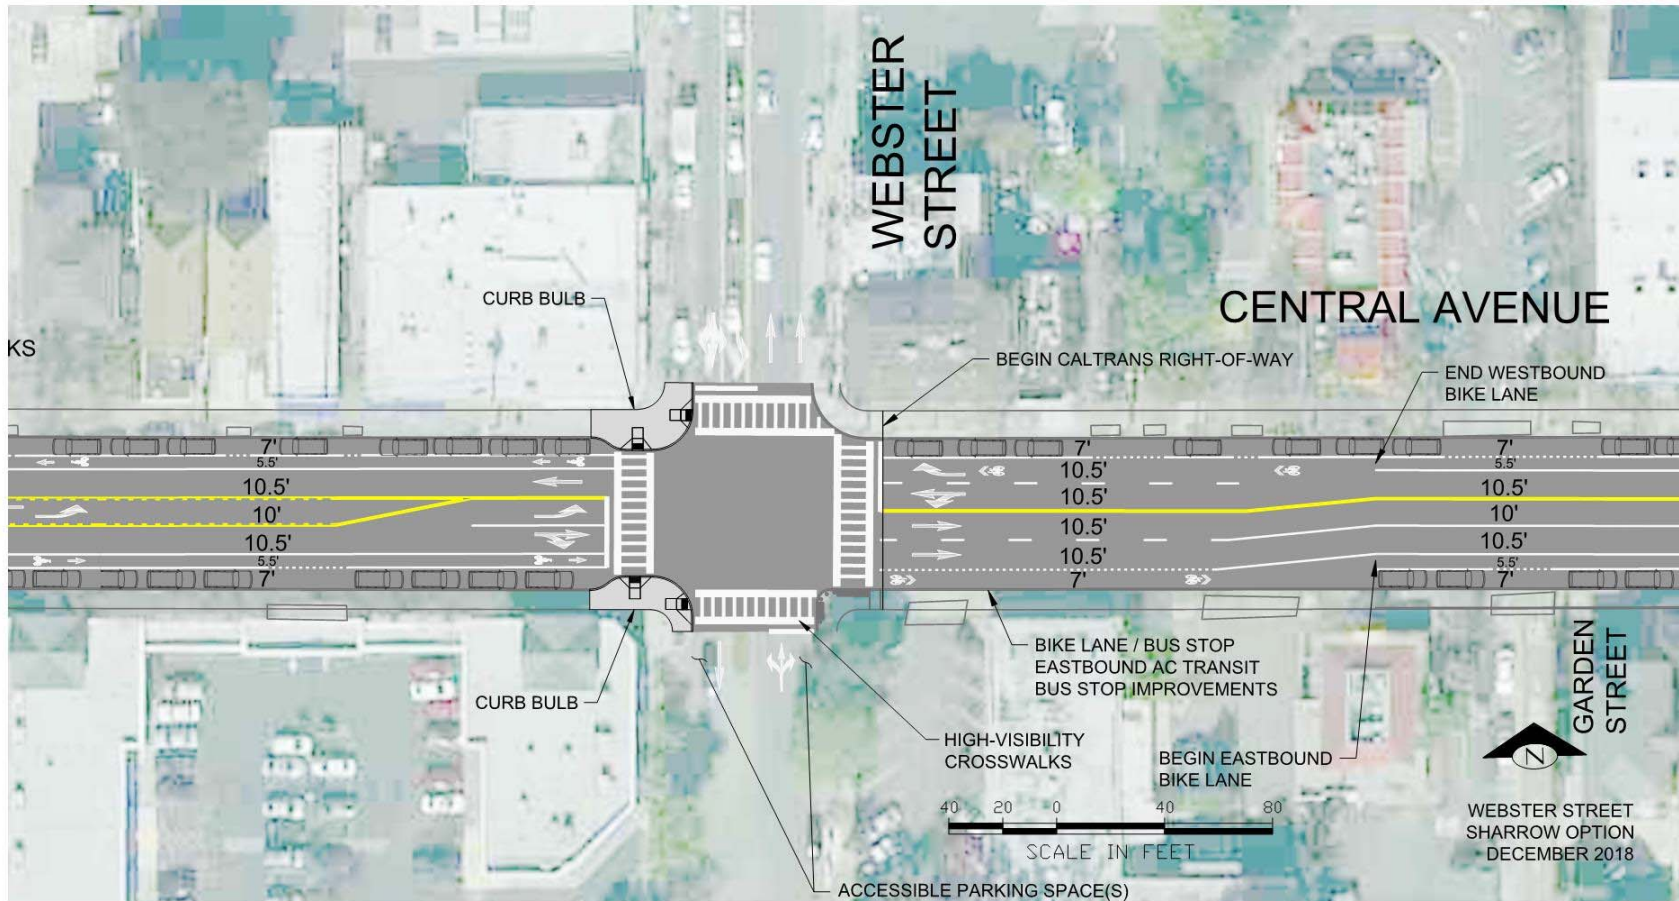 WEBSTER
STREET
CENTRAL AVENUE
CURB BULB
KS
BEGIN CALTRANS RIGHT-OF-WAY
END WESTBOUND
BIKE LANE
7'
5.5'
10.5'
10'
10.5'
5.5'
7'
7'
10.5'
10.5'
10.5'
10.5'
7'
7'
5.5'
10.5'
10'
10.5'
5.5'
7'
CURB BULB
BIKE LANE / BUS STOP
EASTBOUND AC TRANSIT
BUS STOP IMPROVEMENTS
HIGH-VISIBILITY
CROSSWALKS
BEGIN EASTBOUND
BIKE LANE
GARDEN
STREET
N
40 20 0 40 80
SCALE IN FEET
WEBSTER STREET
SHARROW OPTION
DECEMBER 2018
ACCESSIBLE PARKING SPACE(S)